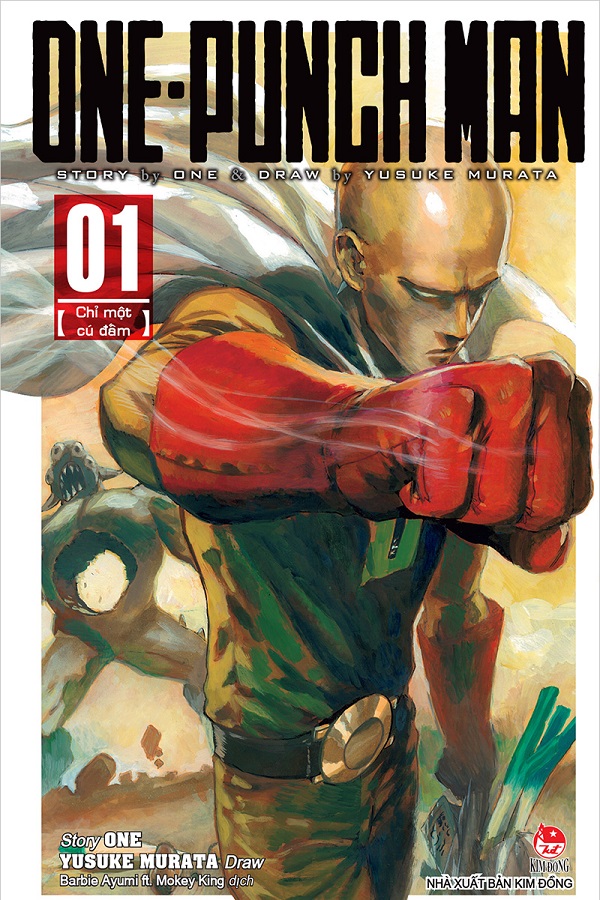 ONE-PUNCH MAN
STORY by ONE & DRAW by YUSUKE MURATA
01
Chỉ một
cú đấm
Story ONE
YUSUKE MURATA Draw
Barbie Ayumi ft. Mokey King dịch
KIM ĐỒNG
NHÀ XUẤT BẢN KIM ĐỒNG